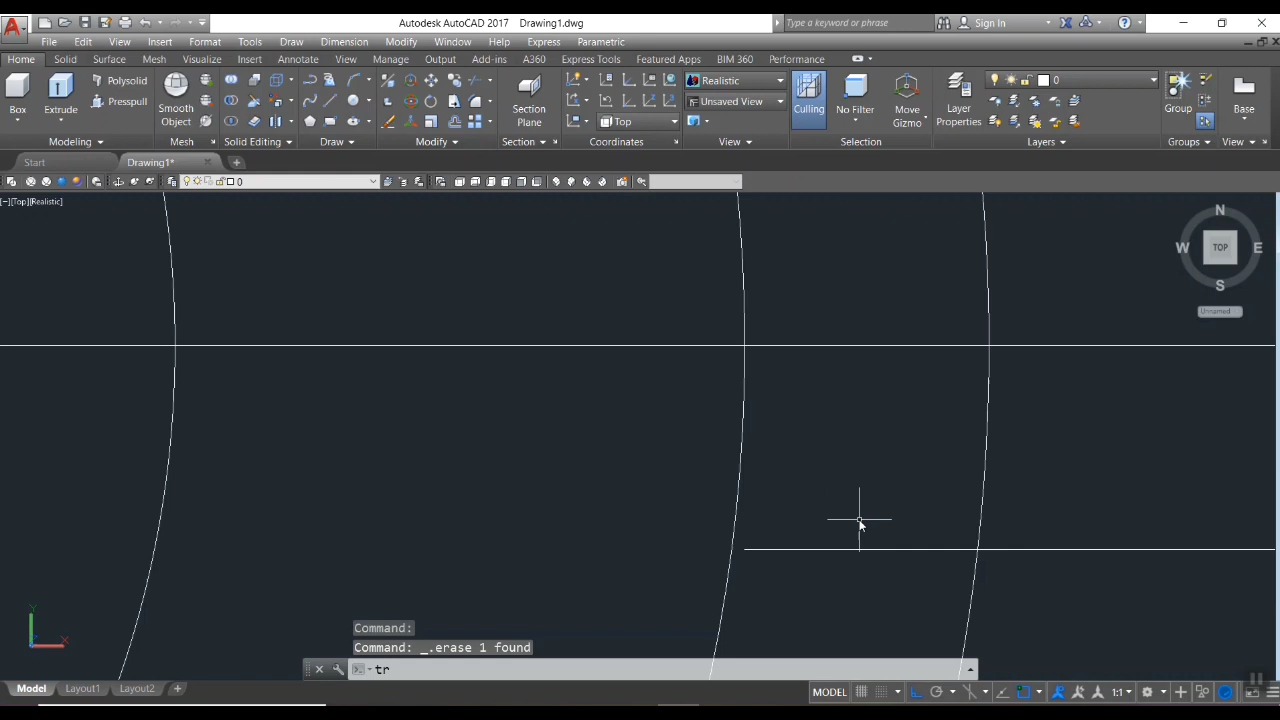 Autodesk AutoCAD 2017 Drawing1.dwg
Type a keyword or phrase
Sign In
File Edit View Insert Format Tools Draw Dimension Modify Window Help Express Parametric
Home Solid Surface Mesh Visualize Insert Annotate Parametric View Manage Output Add-ins A360 Express Tools Featured Apps BIM 360 Performance
Polysolid
Presspull
Box
Extrude
Smooth
Object
Section
Plane
Realistic
Unsaved View
Top
Culling
No Filter
Move
Gizmo
Layer
Properties
0
Group
Base
Modeling Mesh Solid Editing Draw Modify Section Coordinates View Selection Layers Groups View
Start
Drawing1*
0
[−][Top][Realistic]
N
W
TOP
E
S
Unnamed
Y
X
Command:
Command: _.erase 1 found
tr
Model Layout1 Layout2
MODEL
1:1